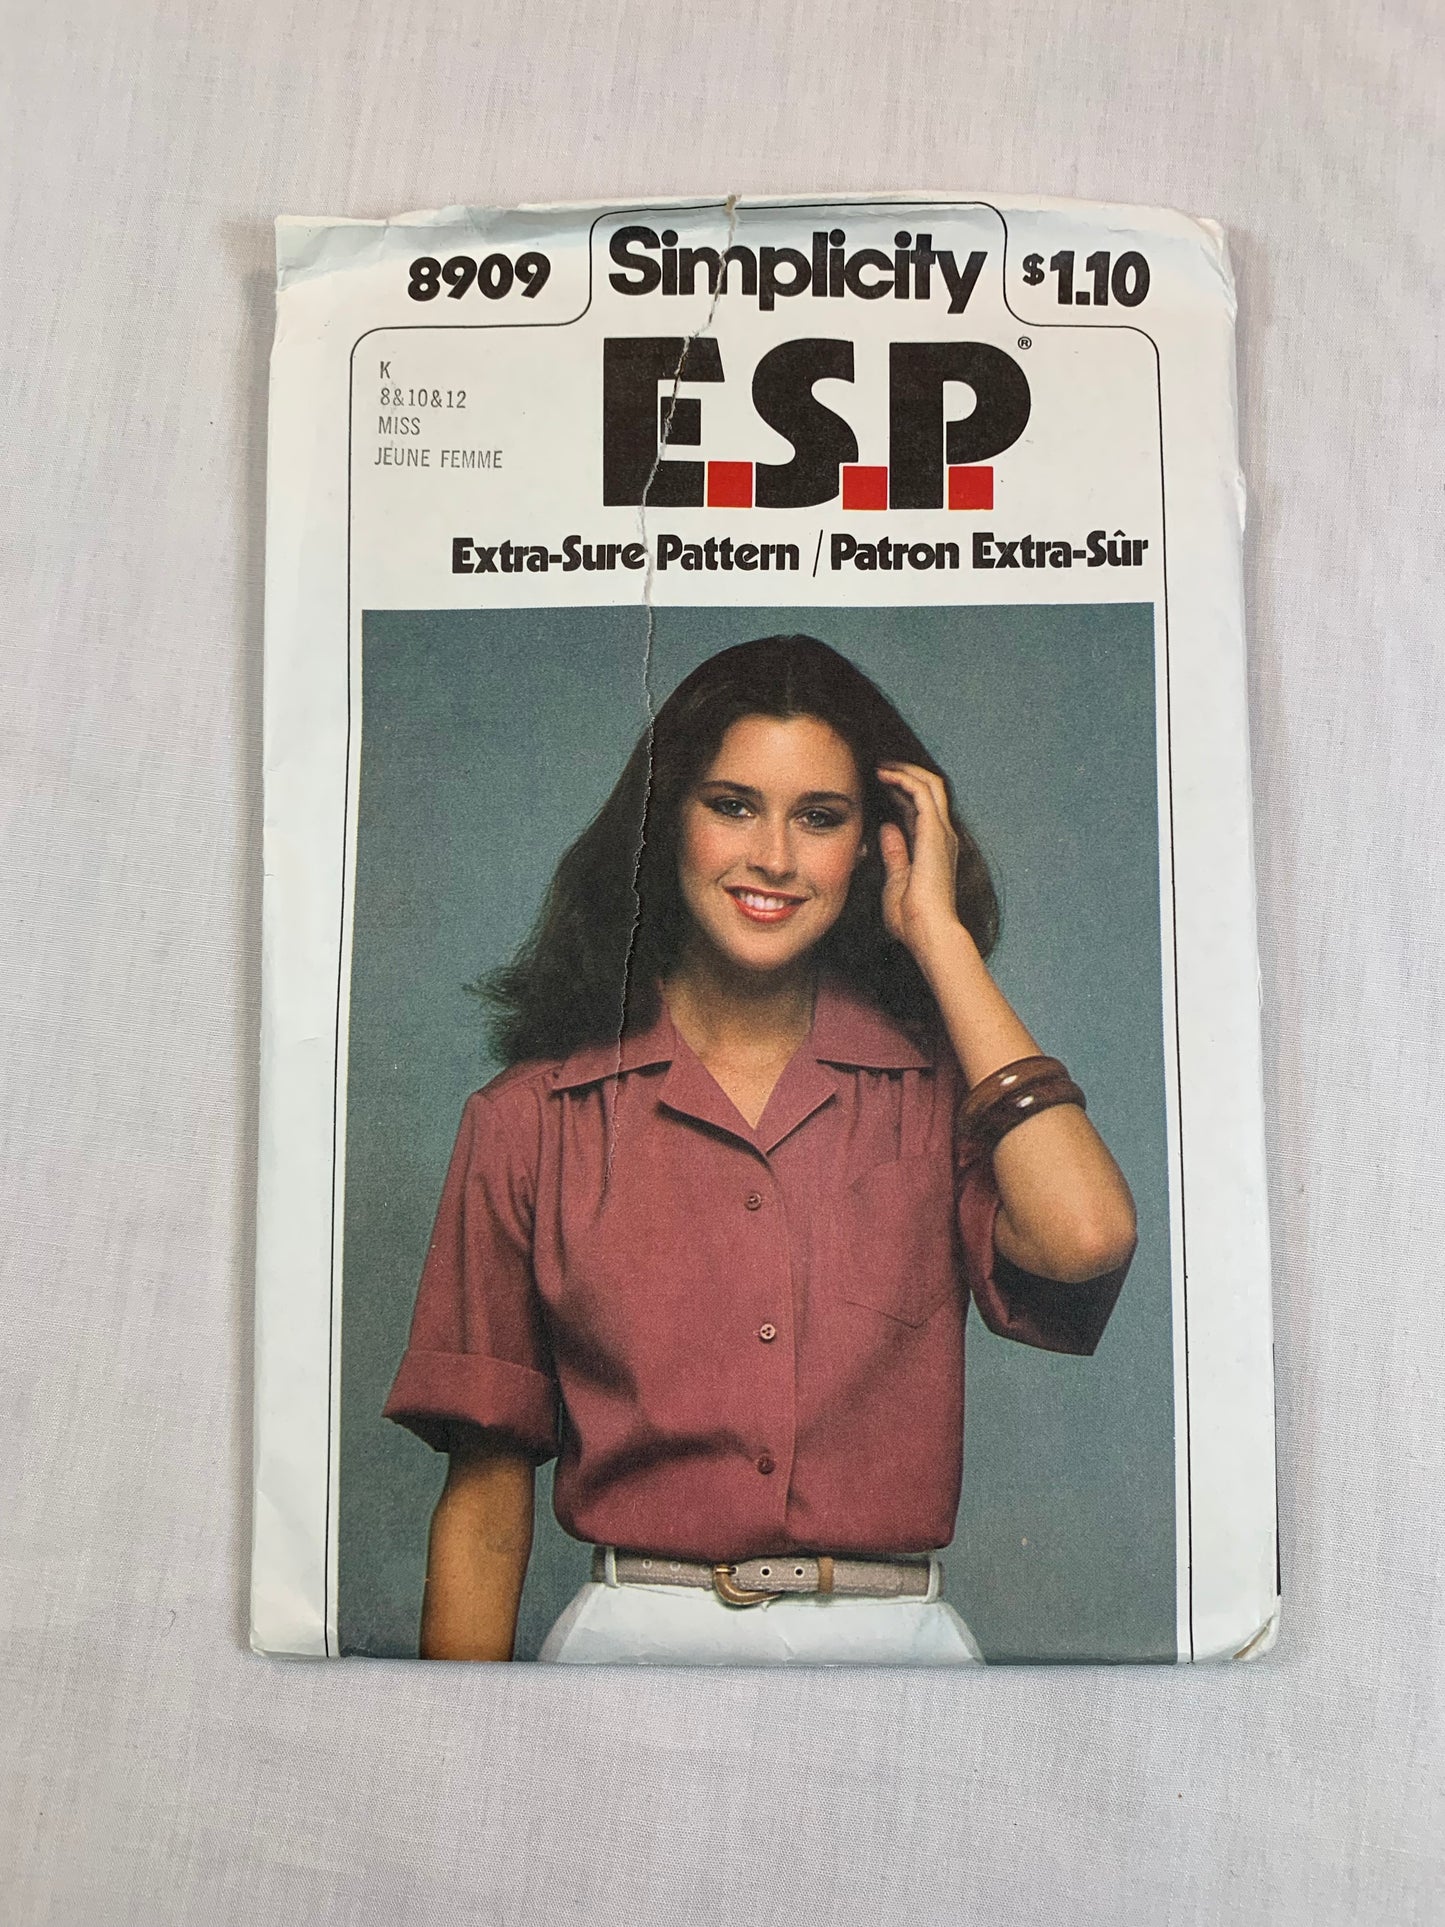 8909 Simplicity $1.10
E.S.P.®
K
8&10&12
MISS
JEUNE FEMME
Extra-Sure Pattern / Patron Extra-Sûr